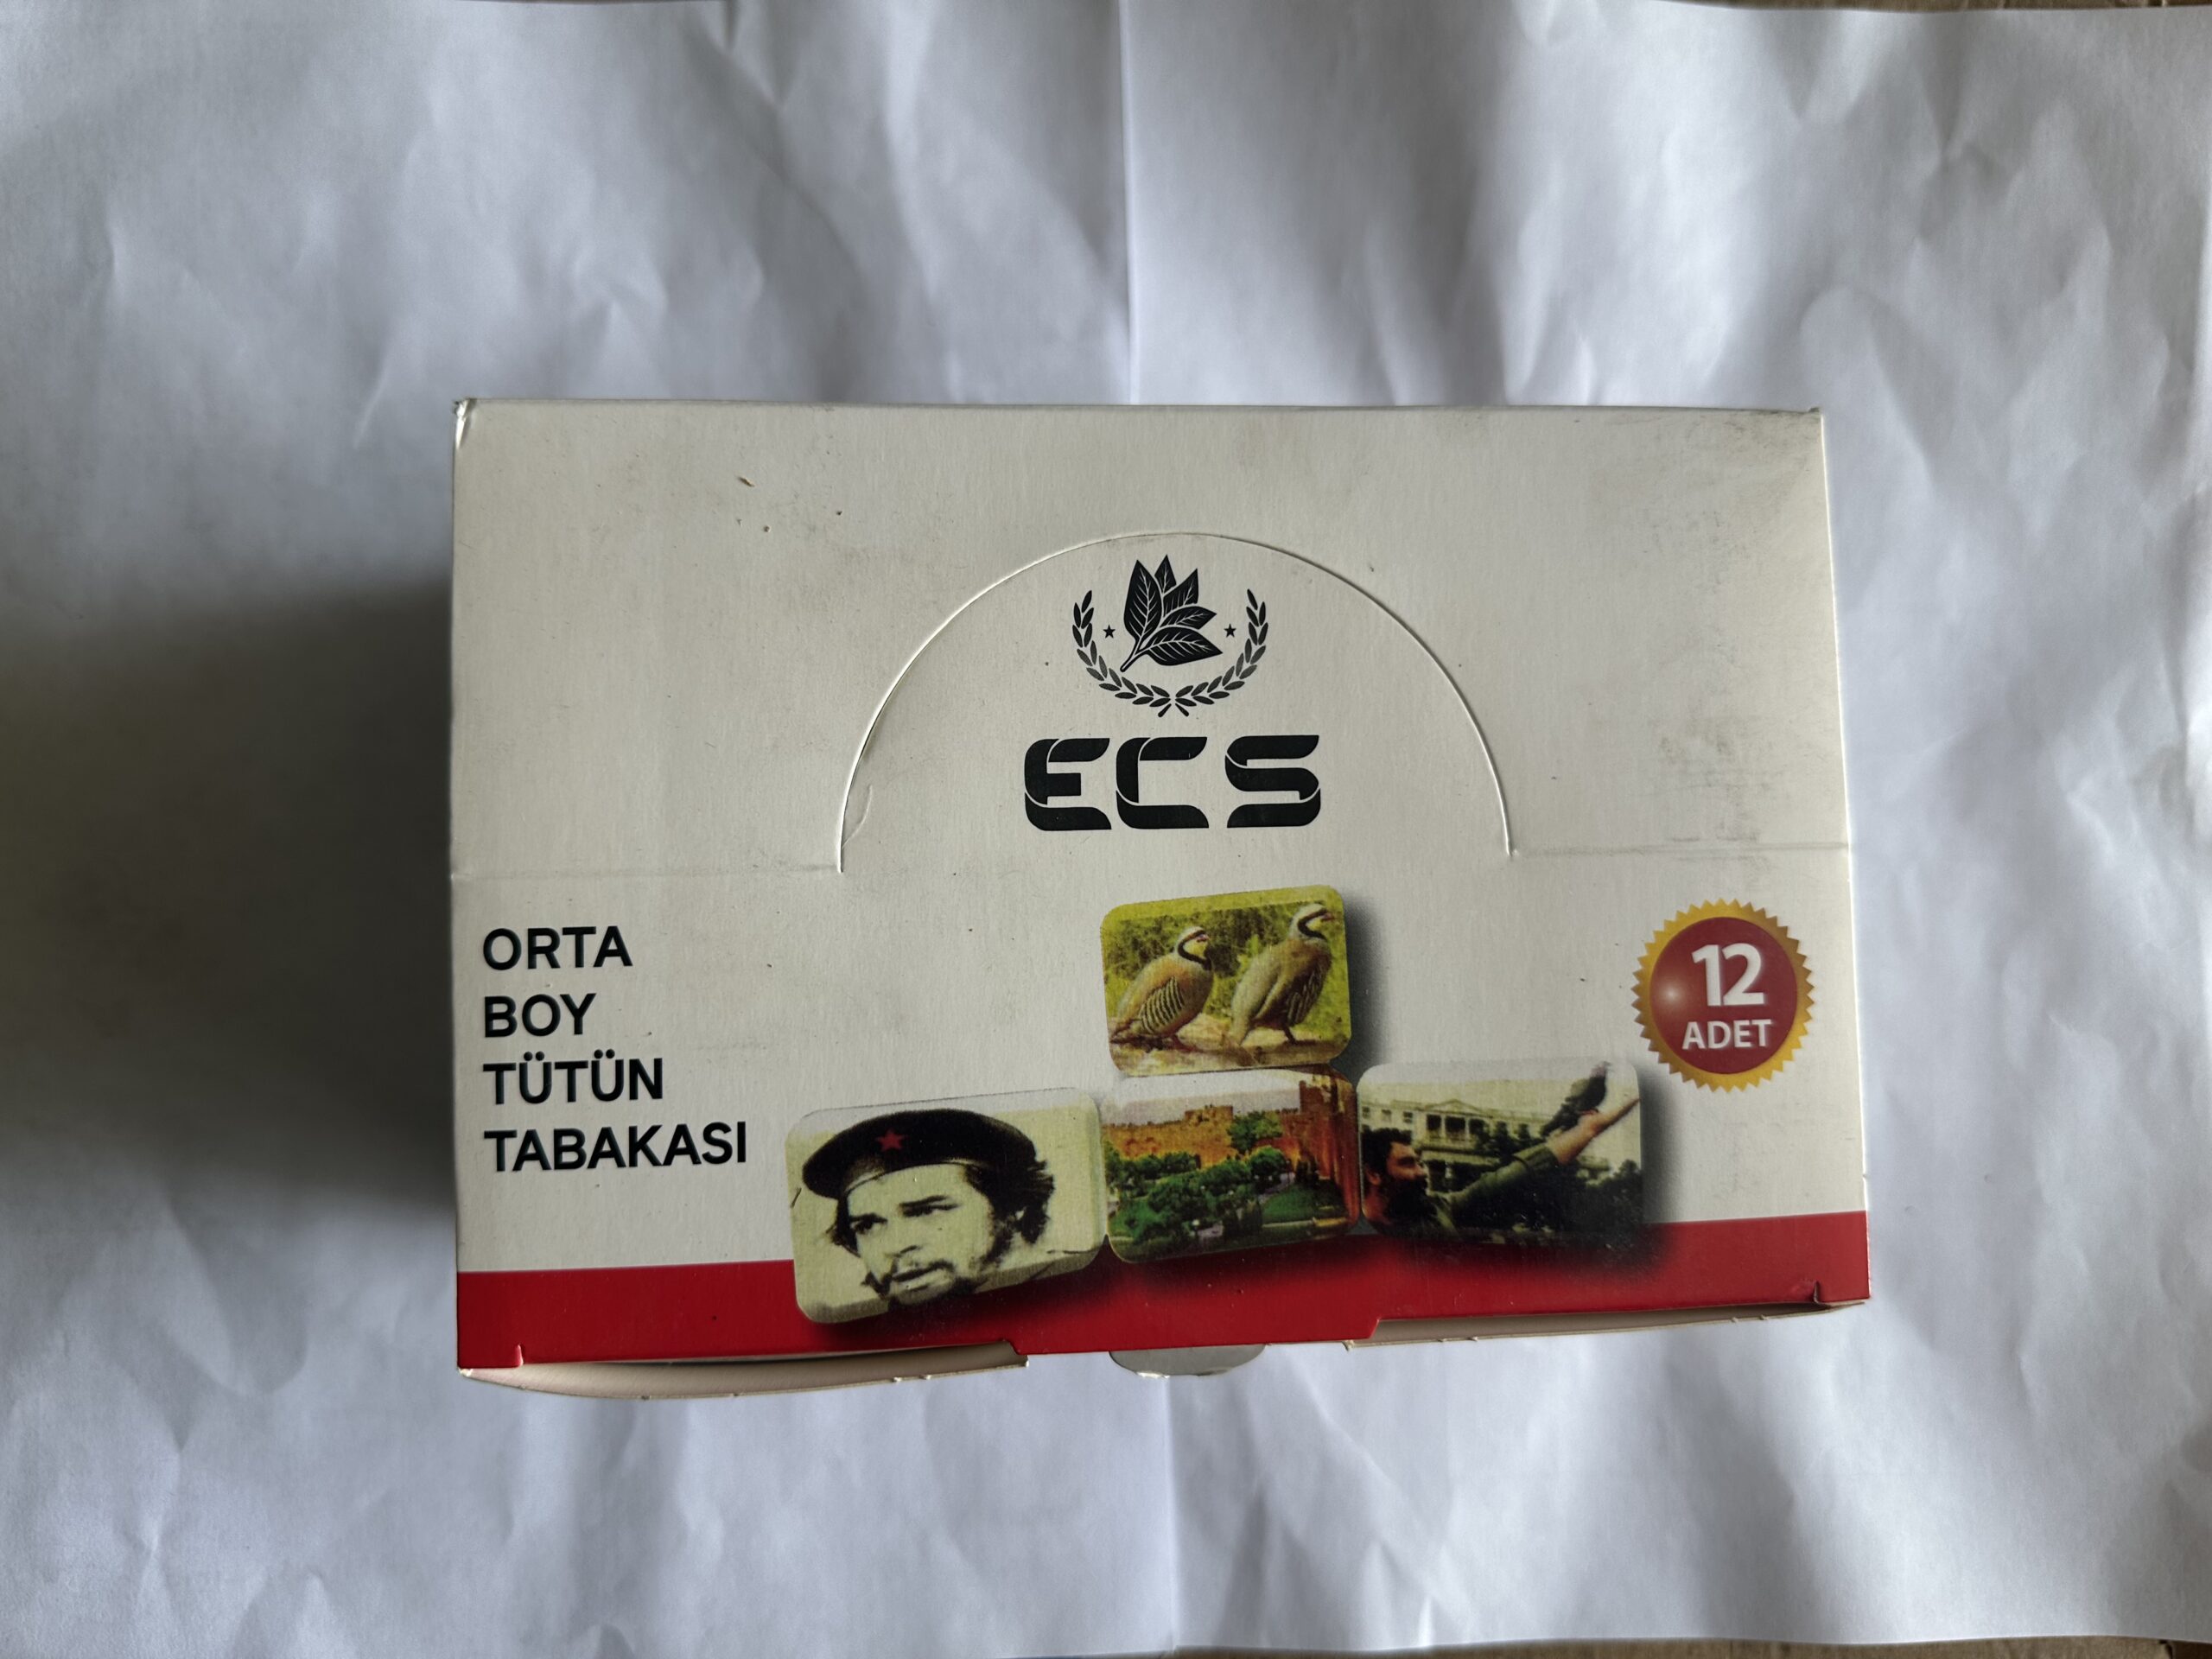 ECS
ORTA
BOY
TÜTÜN
TABAKASI
12
ADET